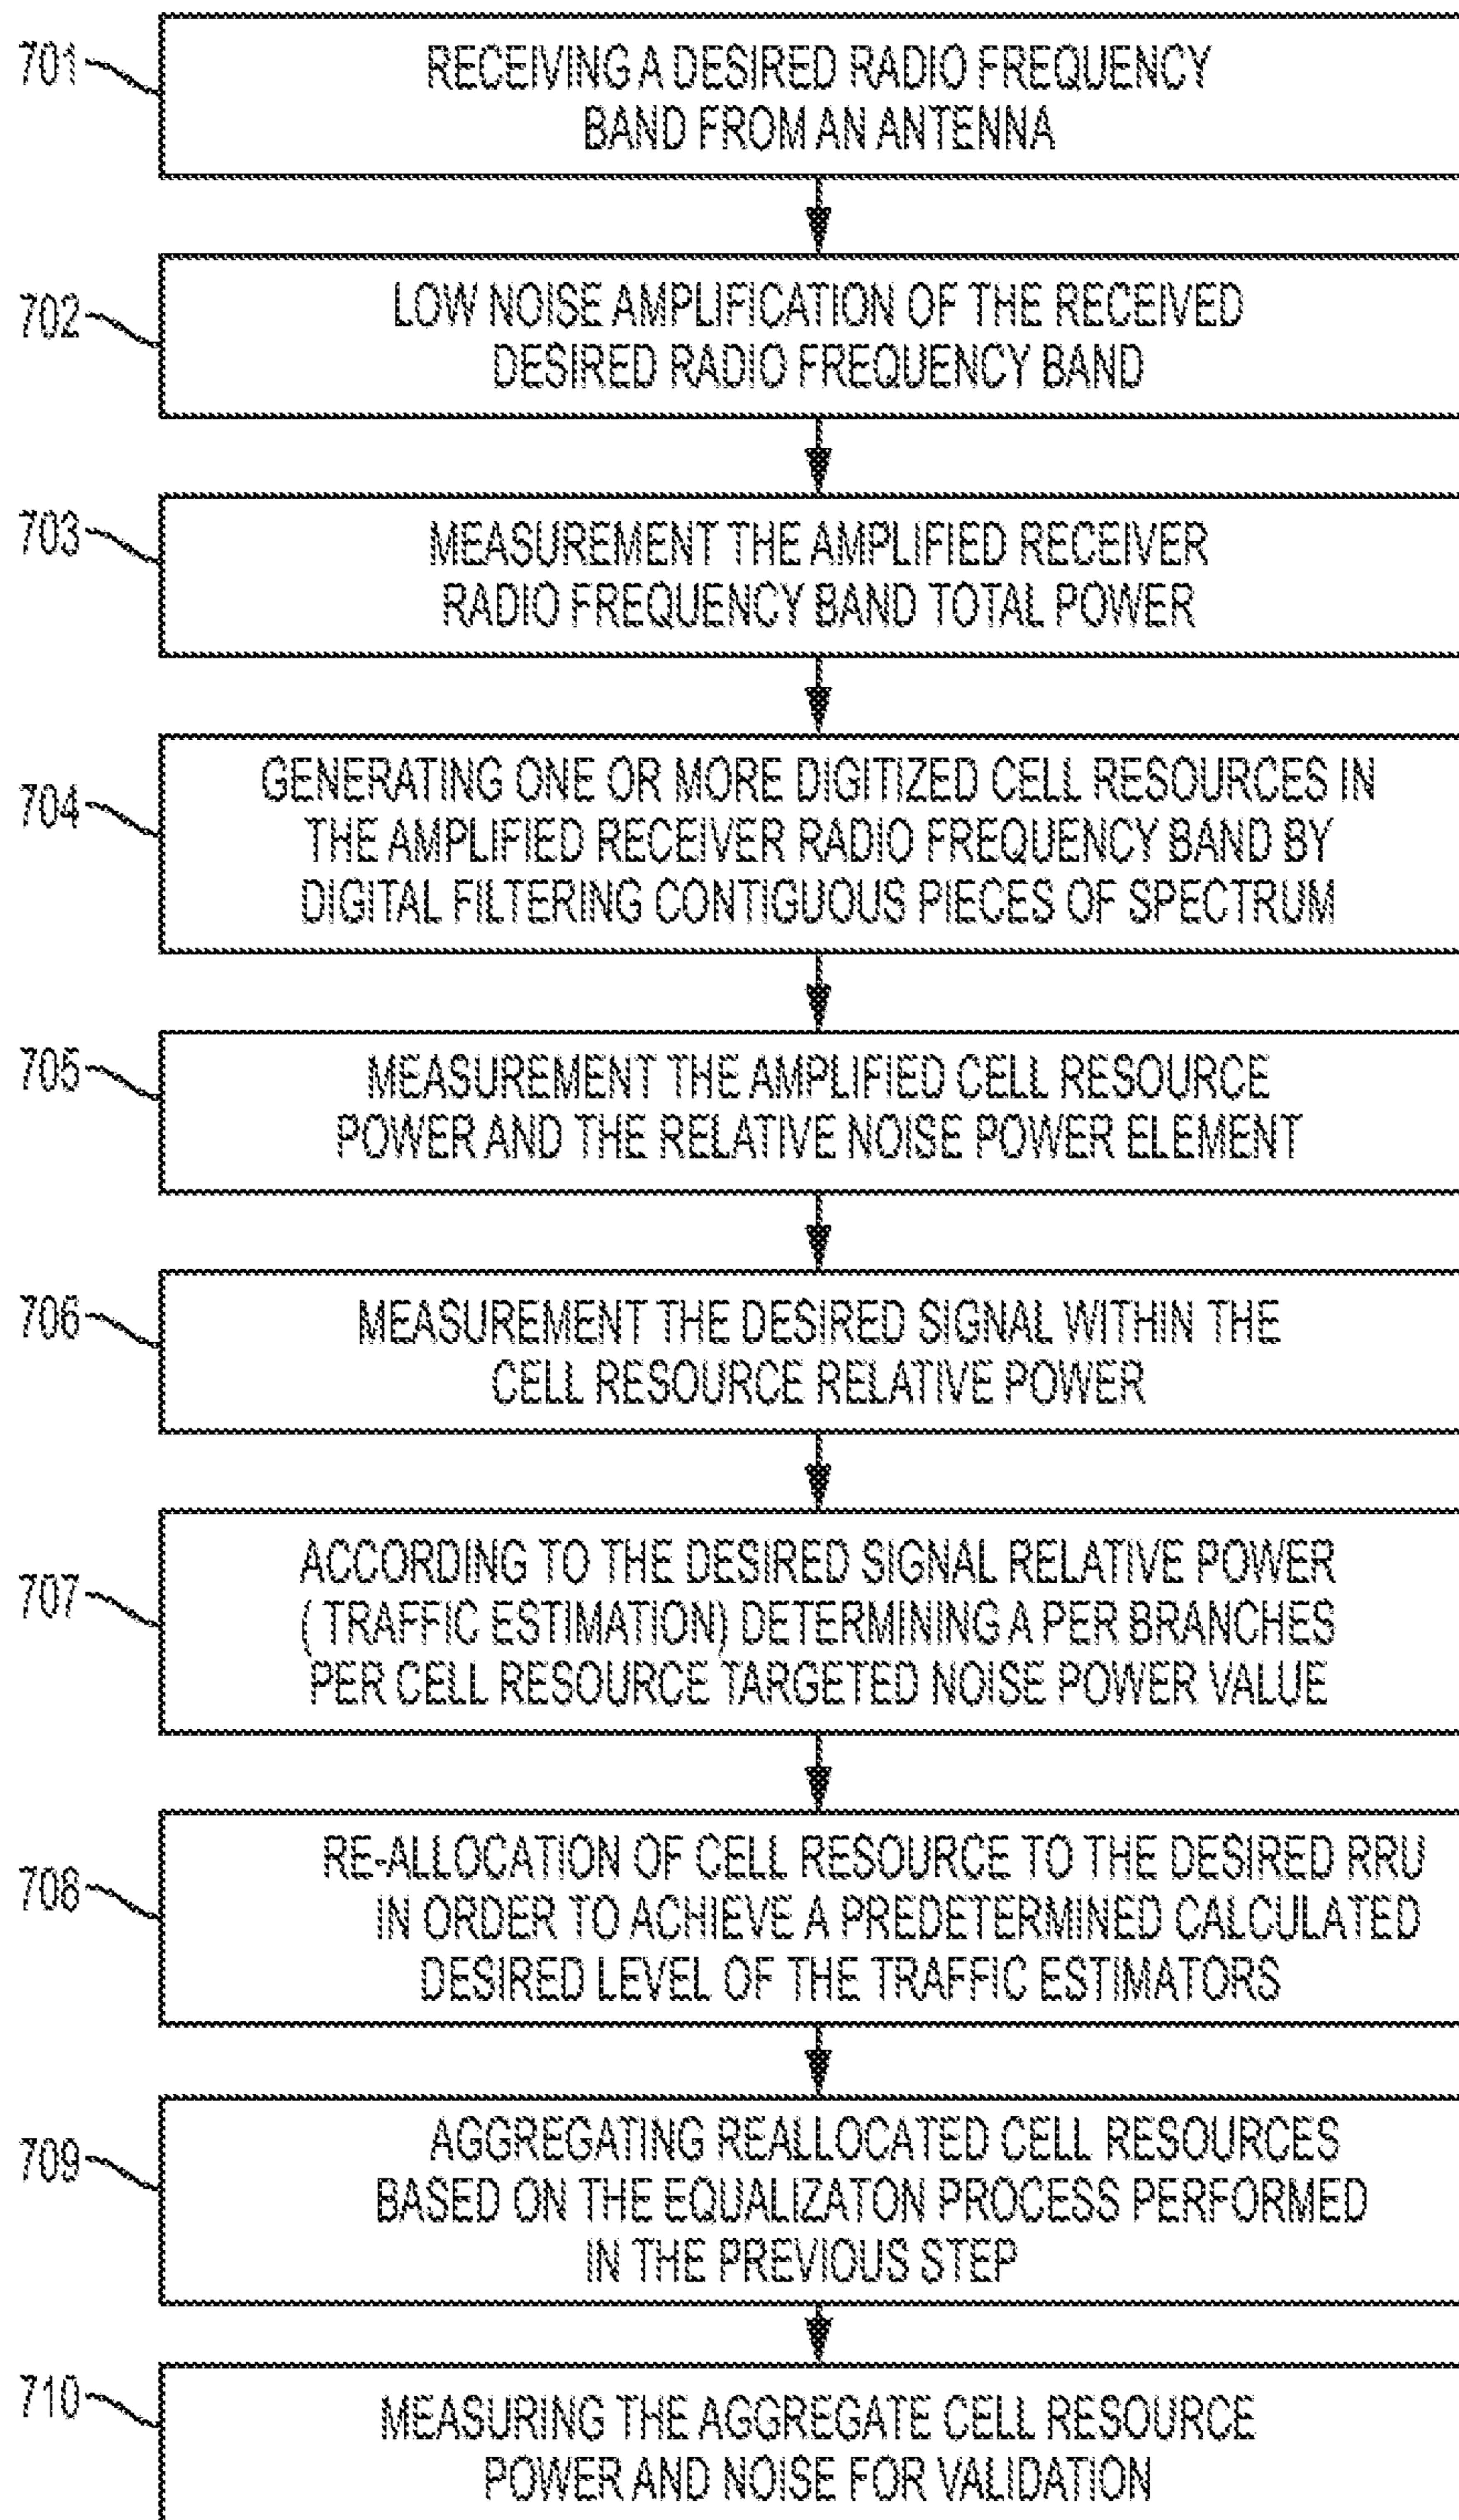 701
RECEIVING A DESIRED RADIO FREQUENCY
BAND FROM AN ANTENNA
702
LOW NOISE AMPLIFICATION OF THE RECEIVED
DESIRED RADIO FREQUENCY BAND
703
MEASUREMENT THE AMPLIFIED RECEIVER
RADIO FREQUENCY BAND TOTAL POWER
704
GENERATING ONE OR MORE DIGITIZED CELL RESOURCES IN
THE AMPLIFIED RECEIVER RADIO FREQUENCY BAND BY
DIGITAL FILTERING CONTIGUOUS PIECES OF SPECTRUM
705
MEASUREMENT THE AMPLIFIED CELL RESOURCE
POWER AND THE RELATIVE NOISE POWER ELEMENT
706
MEASUREMENT THE DESIRED SIGNAL WITHIN THE
CELL RESOURCE RELATIVE POWER
707
ACCORDING TO THE DESIRED SIGNAL RELATIVE POWER
( TRAFFIC ESTIMATION) DETERMINING A PER BRANCHES
PER CELL RESOURCE TARGETED NOISE POWER VALUE
708
RE-ALLOCATION OF CELL RESOURCE TO THE DESIRED RRU
IN ORDER TO ACHIEVE A PREDETERMINED CALCULATED
DESIRED LEVEL OF THE TRAFFIC ESTIMATORS
709
AGGREGATING REALLOCATED CELL RESOURCES
BASED ON THE EQUALIZATON PROCESS PERFORMED
IN THE PREVIOUS STEP
710
MEASURING THE AGGREGATE CELL RESOURCE
POWER AND NOISE FOR VALIDATION